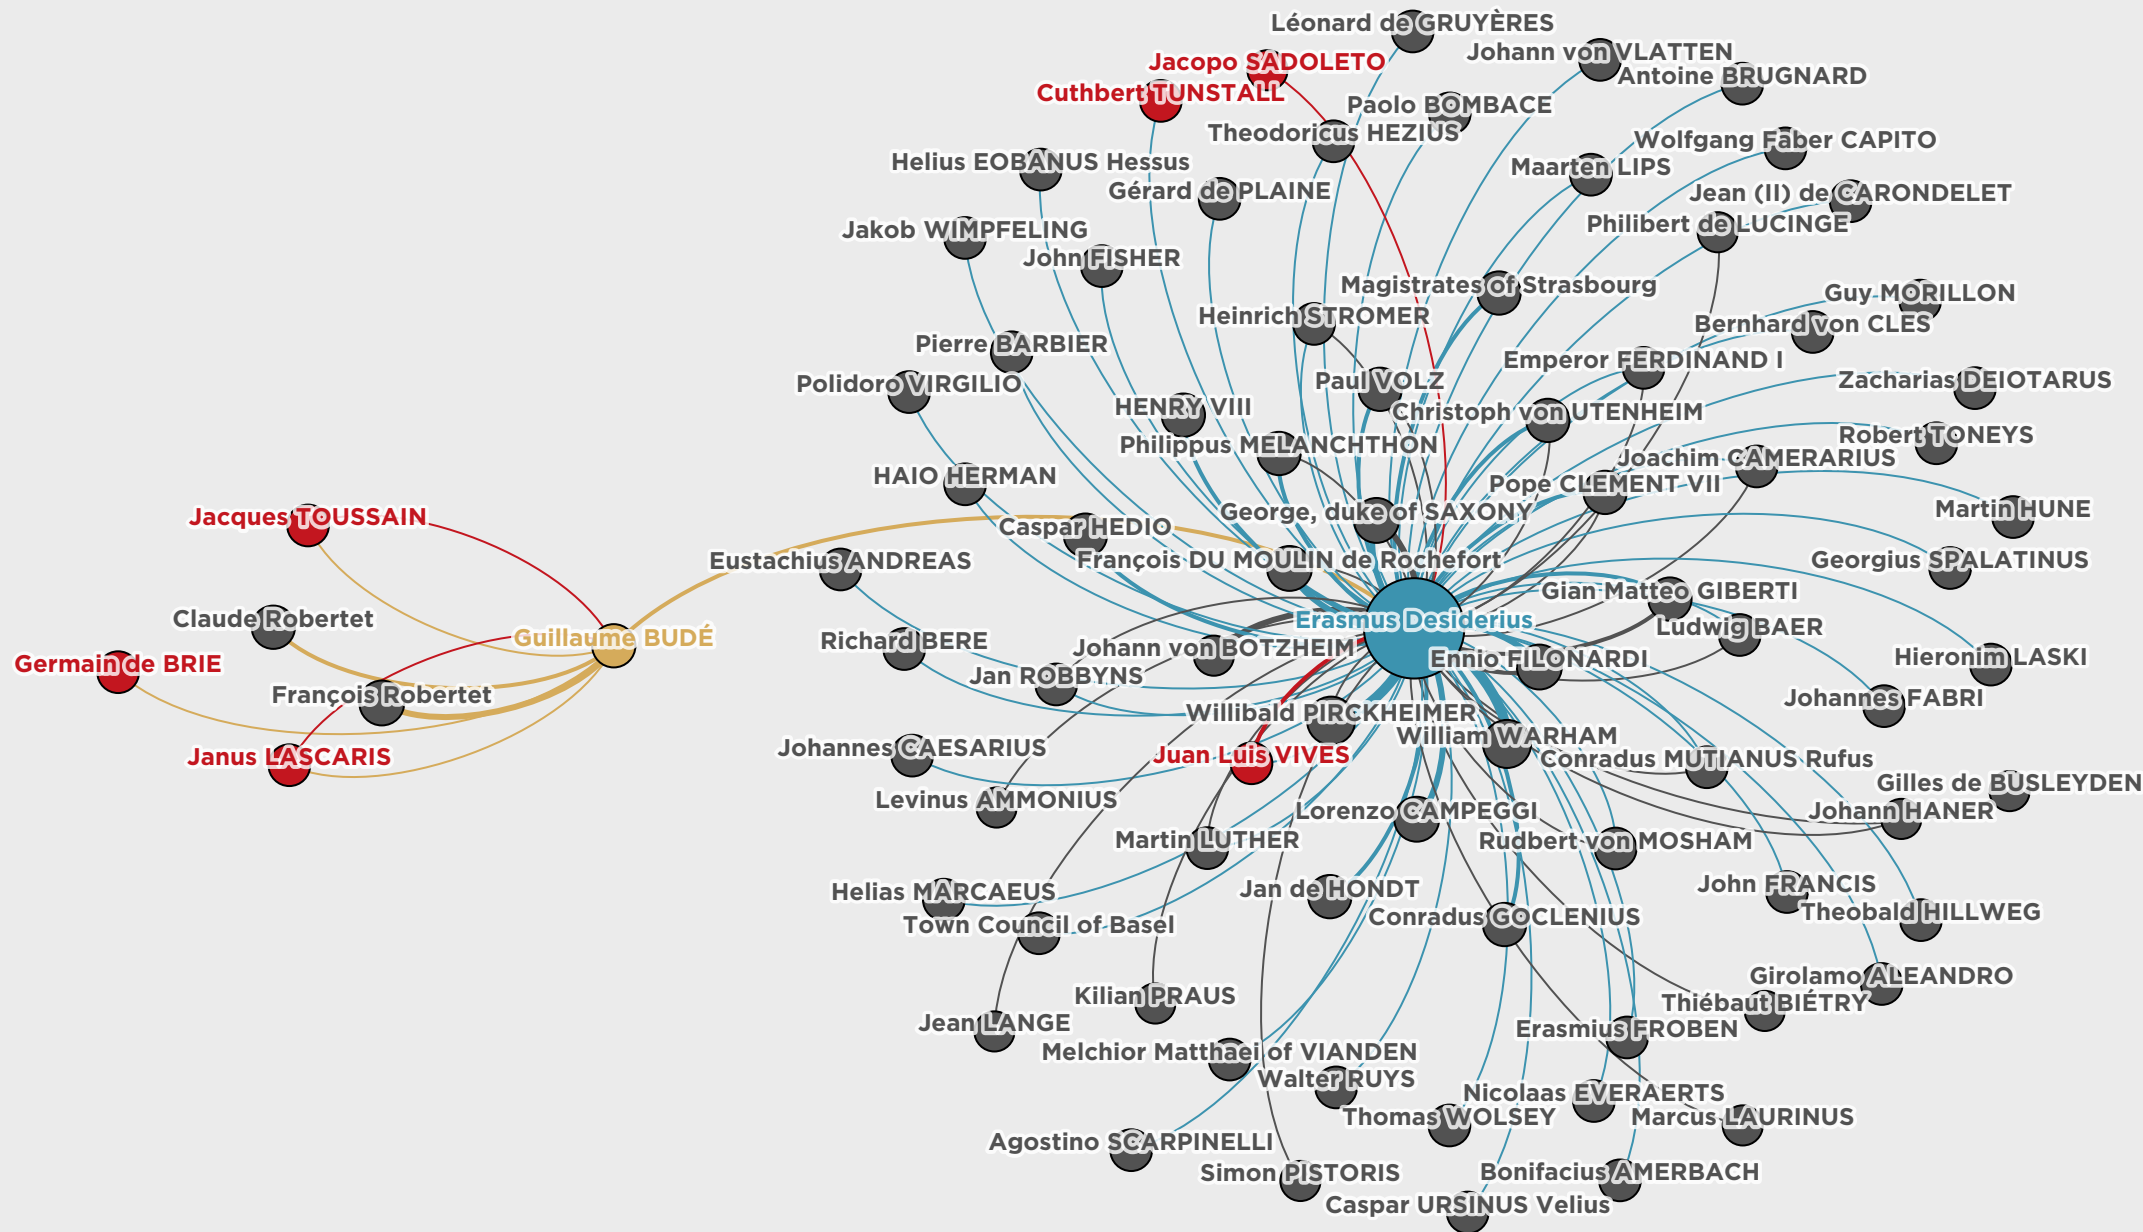 Léonard de GRUYÈRES
Johann von VLATTEN
Jacopo SADOLETO
Antoine BRUGNARD
Cuthbert TUNSTALL
Paolo BOMBACE
Theodoricus HEZIUS
Wolfgang Faber CAPITO
Helius EOBANUS Hessus
Maarten LIPS
Gérard de PLAINE
Jean (II) de CARONDELET
Philibert de LUCINGE
Jakob WIMPFELING
John FISHER
Magistrates of Strasbourg
Guy MORILLON
Heinrich STROMER
Bernhard von CLES
Pierre BARBIER
Emperor FERDINAND I
Paul VOLZ
Zacharias DEIOTARUS
Polidoro VIRGILIO
HENRY VIII
Christoph von UTENHEIM
Robert TONEYS
Philippus MELANCHTHON
Joachim CAMERARIUS
HAIO HERMAN
Pope CLEMENT VII
Martin HUNE
George, duke of SAXONY
Jacques TOUSSAIN
Caspar HEDIO
Eustachius ANDREAS
François DU MOULIN de Rochefort
Georgius SPALATINUS
Gian Matteo GIBERTI
Claude Robertet
Erasmus Desiderius
Ludwig BAER
Guillaume BUDÉ
Richard BERE
Johann von BOTZHEIM
Ennio FILONARDI
Hieronim LASKI
Germain de BRIE
Jan ROBBYNS
François Robertet
Johannes FABRI
Willibald PIRCKHEIMER
William WARHAM
Johannes CAESARIUS
Janus LASCARIS
Juan Luis VIVES
Conradus MUTIANUS Rufus
Gilles de BUSLEYDEN
Levinus AMMONIUS
Lorenzo CAMPEGGI
Johann HANER
Martin LUTHER
Rudbert von MOSHAM
Helias MARCAEUS
Jan de HONDT
John FRANCIS
Theobald HILLWEG
Conradus GOCLENIUS
Town Council of Basel
Girolamo ALEANDRO
Kilian PRAUS
Thiébaut BIÉTRY
Jean LANGE
Erasmius FROBEN
Melchior Matthaei of VIANDEN
Walter RUYS
Nicolaas EVERAERTS
Thomas WOLSEY
Marcus LAURINUS
Agostino SCARPINELLI
Simon PISTORIS
Bonifacius AMERBACH
Caspar URSINUS Velius